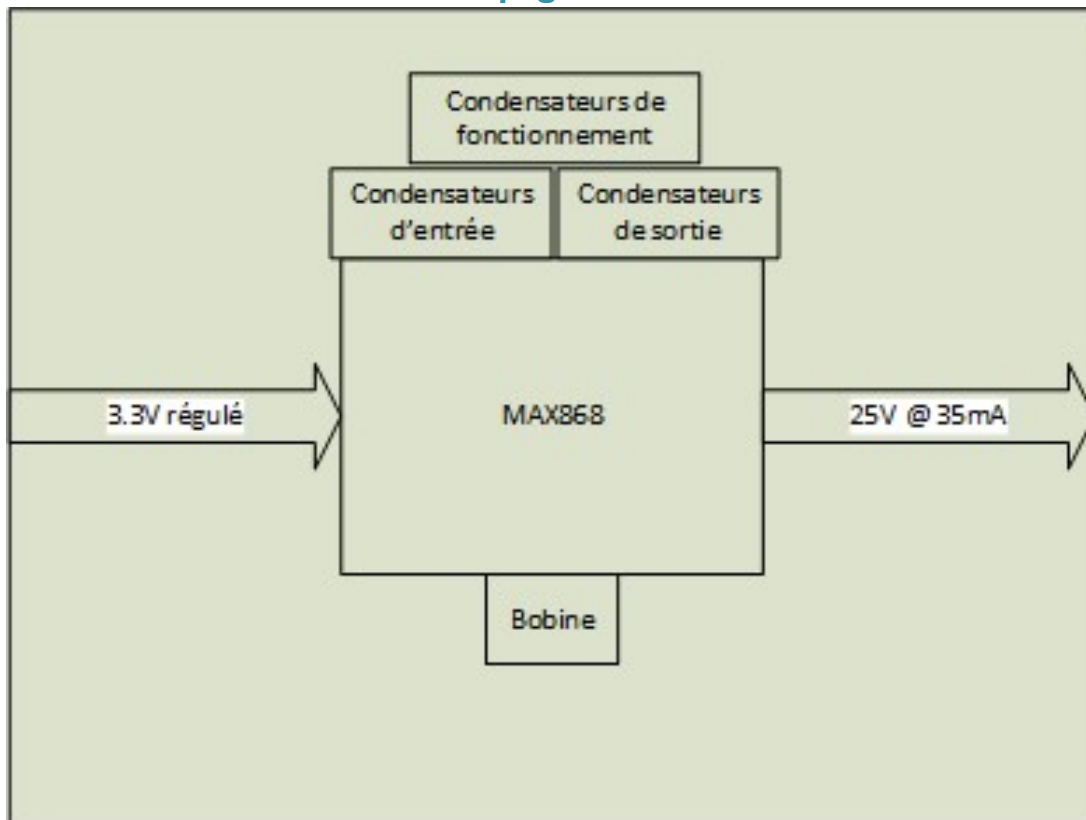 Condensateurs de
fonctionnement
Condensateurs
d'entrée
Condensateurs
de sortie
3.3V régulé
MAX868
25V @ 35mA
Bobine